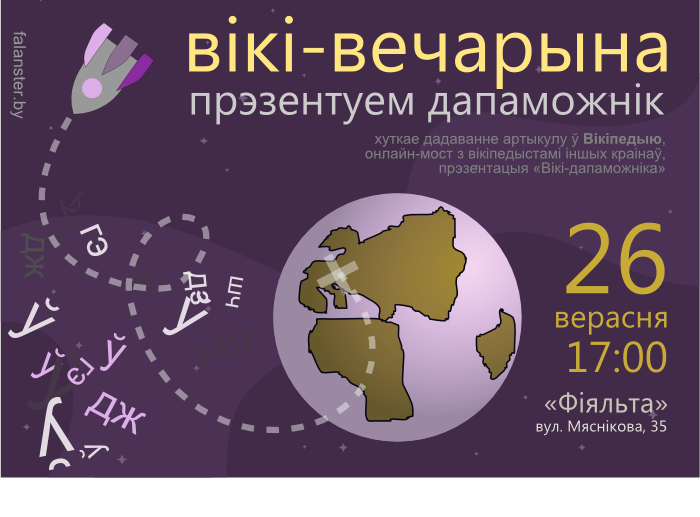 falanster.by
вікі-вечарына
прэзентуем дапаможнік
хуткае дадаванне артыкулу ў Вікіпедыю,
онлайн-мост з вікіпедыстамі іншых краінаў,
прэзентацыя «Вікі-дапаможніка»
26
верасня
17:00
«Фіяльта»
вул. Мяснікова, 35
ГЭ
ДЖ
ДЗ
Ў
Ў
Ў
Ў
ДЖ
Ў
Ў